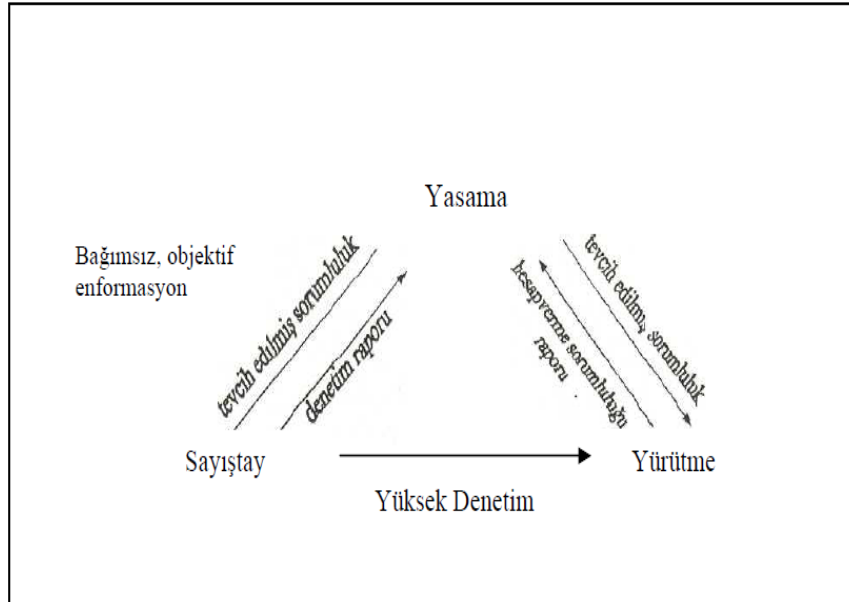 Yasama
Bağımsız, objektif
enformasyon
tevcih edilmiş sorumluluk
denetim raporu
hesapverme sorumluluğu
raporu
tevcih edilmiş sorumluluk
Sayıştay
Yürütme
Yüksek Denetim